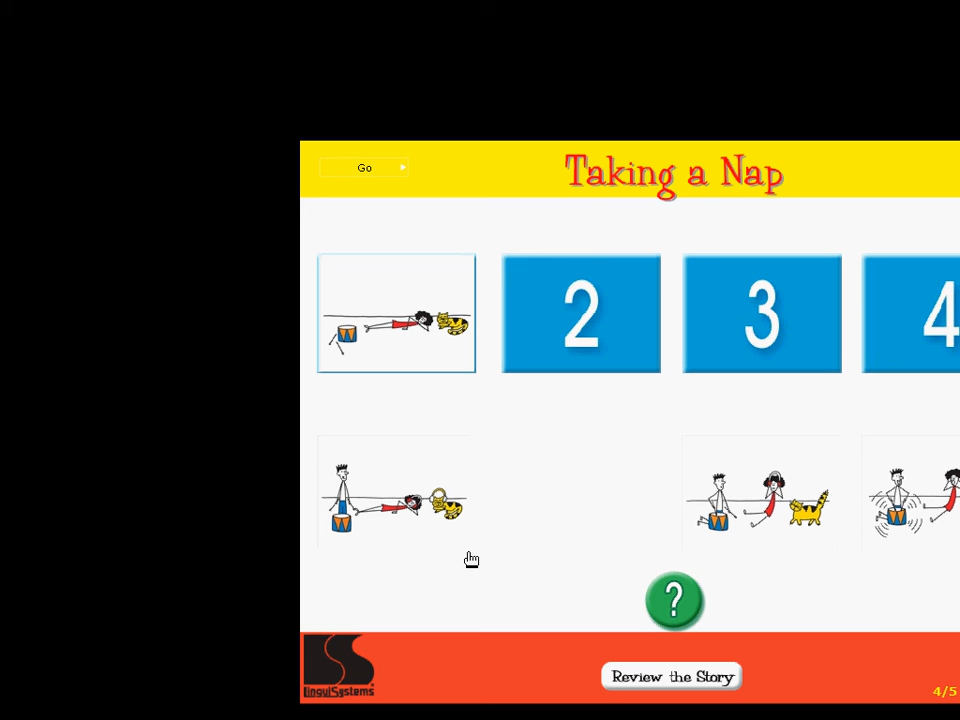 Go
Taking a Nap
2
3
4
?
LinguiSystems
Review the Story
4/5